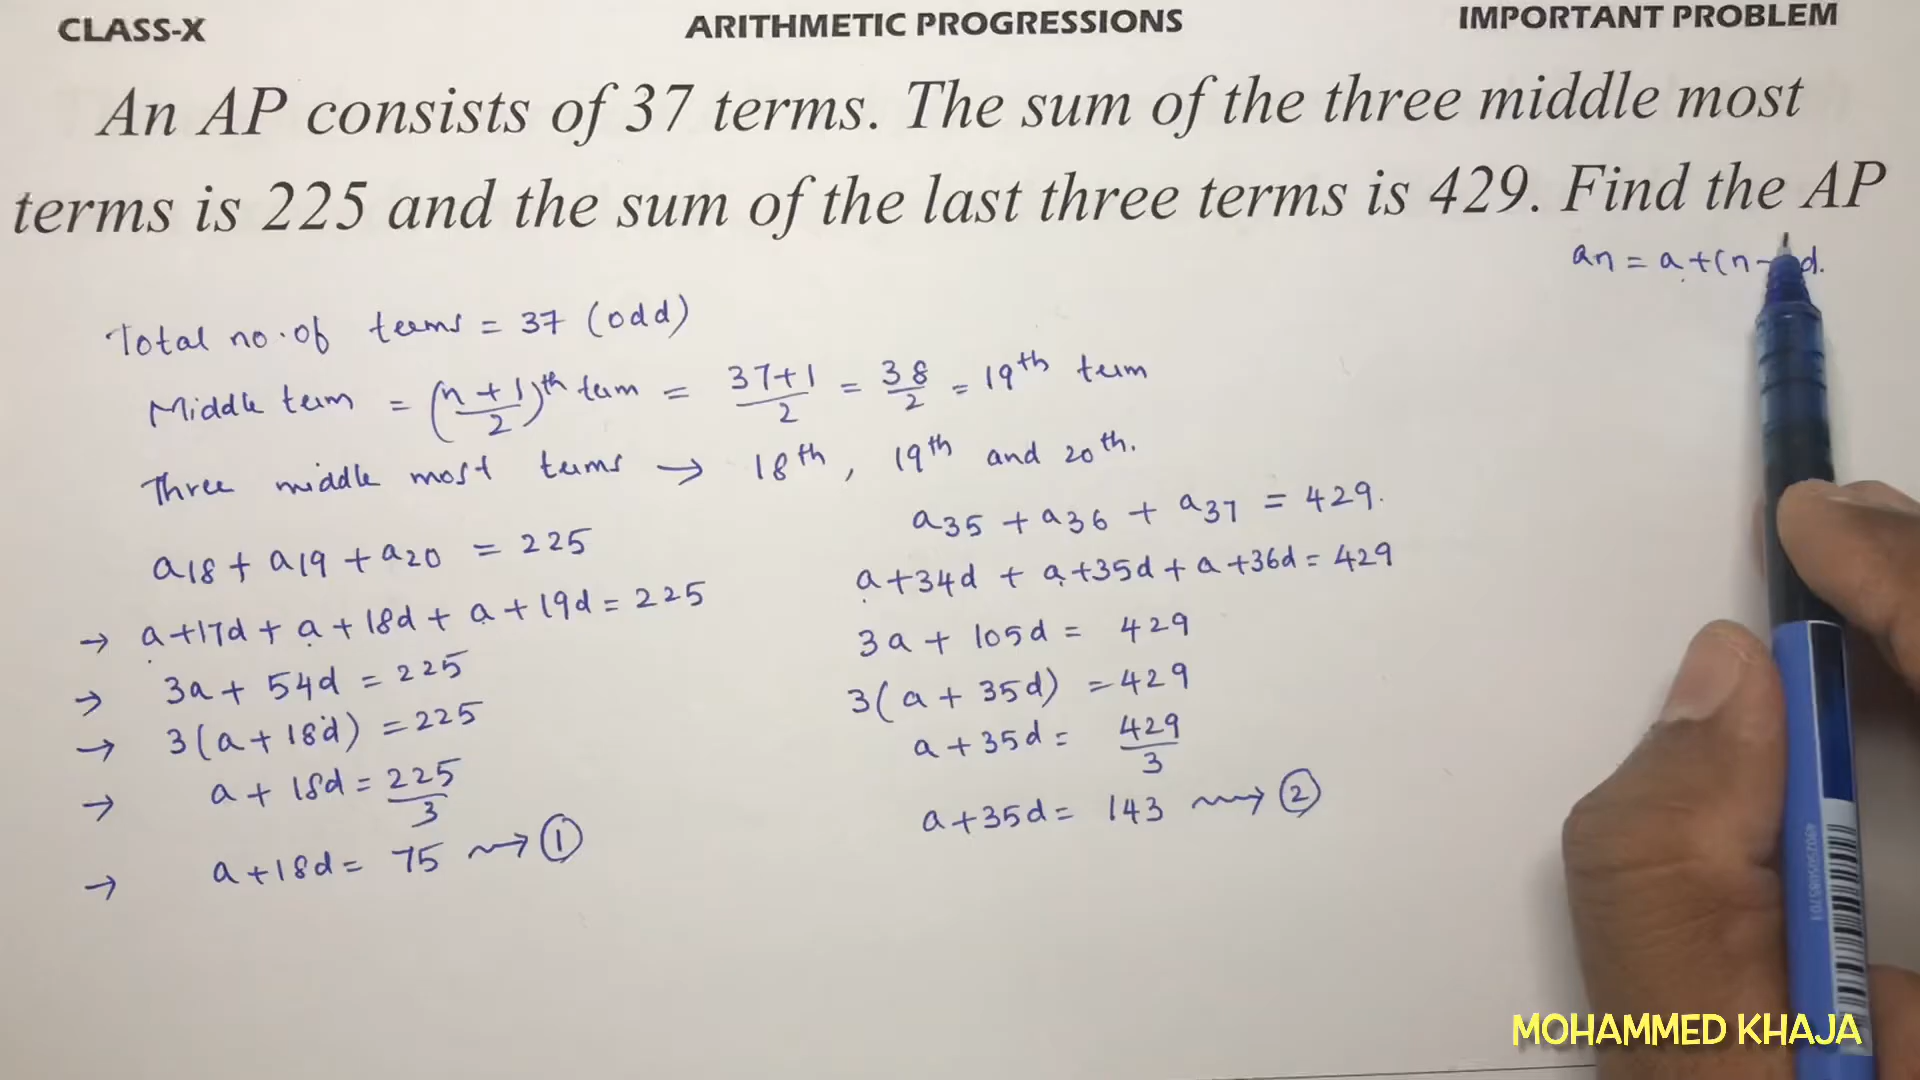 CLASS-X ARITHMETIC PROGRESSIONS IMPORTANT PROBLEM
An AP consists of 37 terms. The sum of the three middle most
terms is 225 and the sum of the last three terms is 429. Find the AP
an = a+(n- d.
Total no.of terms = 37 (odd)
Middle term = (n+1/2)th term = 37+1/2 = 38/2 = 19th term
Three middle most terms → 18th, 19th and 20th.
a18 + a19 + a20 = 225
→ a+17d + a+18d + a+19d = 225
→ 3a + 54d = 225
→ 3(a+18d) = 225
→ a + 18d = 225/3
→ a+18d = 75 ⟿ ①
a35 + a36 + a37 = 429.
a+34d + a+35d + a+36d = 429
3a + 105d = 429
3(a + 35d) = 429
a+35d = 429/3
a+35d = 143 ⟿ ②
MOHAMMED KHAJA